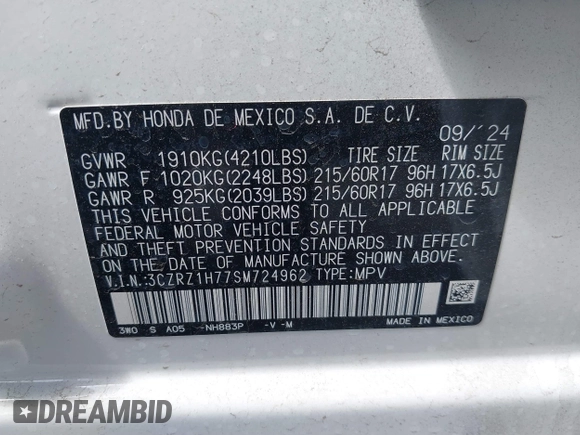 MFD.BY HONDA DE MEXICO S.A. DE C.V.
09/´24
GVWR 1910KG(4210LBS) TIRE SIZE RIM SIZE
GAWR F 1020KG(2248LBS) 215/60R17 96H 17X6.5J
GAWR R 925KG(2039LBS) 215/60R17 96H 17X6.5J
THIS VEHICLE CONFORMS TO ALL APPLICABLE
FEDERAL MOTOR VEHICLE SAFETY
AND THEFT PREVENTION STANDARDS IN EFFECT
ON THE DATE OF MANUFACTURE SHOWN ABOVE.
V.I.N.:3CZRZ1H77SM724962 TYPE:MPV
3W0 S A05 -NH883P -V -M MADE IN MEXICO
DREAMBID